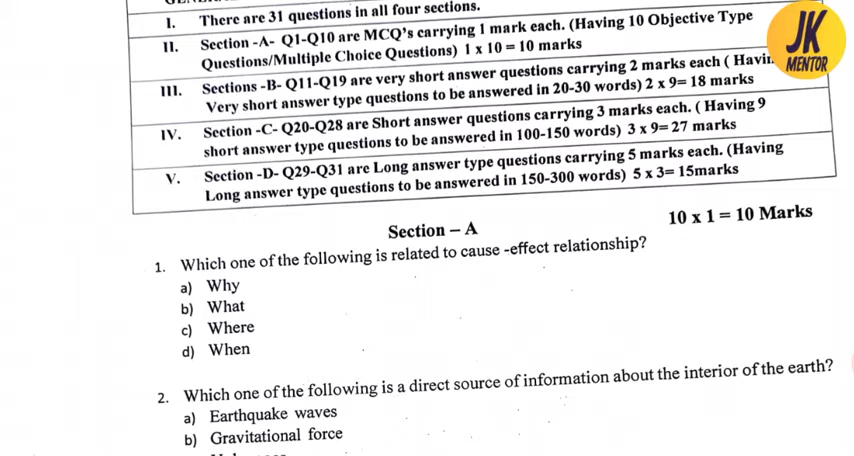 I. There are 31 questions in all four sections.
II. Section -A- Q1-Q10 are MCQ's carrying 1 mark each. (Having 10 Objective Type
Questions/Multiple Choice Questions) 1 x 10 = 10 marks
III. Sections -B- Q11-Q19 are very short answer questions carrying 2 marks each ( Havin
Very short answer type questions to be answered in 20-30 words) 2 x 9= 18 marks
IV. Section -C- Q20-Q28 are Short answer questions carrying 3 marks each. ( Having 9
short answer type questions to be answered in 100-150 words) 3 x 9= 27 marks
V. Section -D- Q29-Q31 are Long answer type questions carrying 5 marks each. (Having
Long answer type questions to be answered in 150-300 words) 5 x 3= 15marks
JK
MENTOR
Section – A 10 x 1 = 10 Marks
1. Which one of the following is related to cause -effect relationship?
a) Why
b) What
c) Where
d) When
2. Which one of the following is a direct source of information about the interior of the earth?
a) Earthquake waves
b) Gravitational force